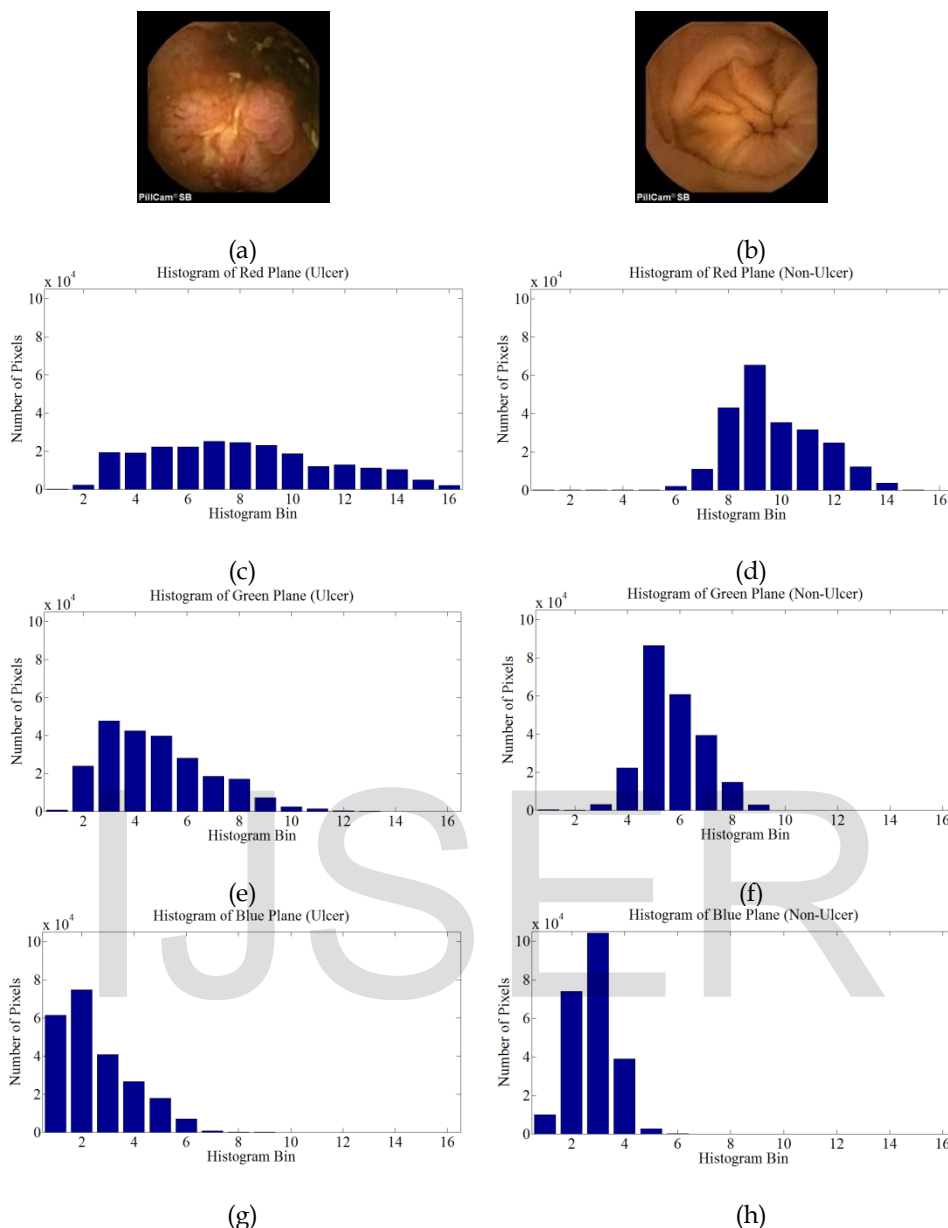 PillCam® SB
PillCam® SB
(a)
(b)
Histogram of Red Plane (Ulcer)
x 10⁴
10
8
6
4
2
0
Number of Pixels
2 4 6 8 10 12 14 16
Histogram Bin
(c)
Histogram of Red Plane (Non-Ulcer)
x 10⁴
10
8
6
4
2
0
Number of Pixels
2 4 6 8 10 12 14 16
Histogram Bin
(d)
Histogram of Green Plane (Ulcer)
x 10⁴
10
8
6
4
2
0
Number of Pixels
2 4 6 8 10 12 14 16
Histogram Bin
(e)
Histogram of Green Plane (Non-Ulcer)
x 10⁴
10
8
6
4
2
0
Number of Pixels
2 4 6 8 10 12 14 16
Histogram Bin
(f)
Histogram of Blue Plane (Ulcer)
x 10⁴
10
8
6
4
2
0
Number of Pixels
2 4 6 8 10 12 14 16
Histogram Bin
(g)
Histogram of Blue Plane (Non-Ulcer)
x 10⁴
10
8
6
4
2
0
Number of Pixels
2 4 6 8 10 12 14 16
Histogram Bin
(h)
IJSER